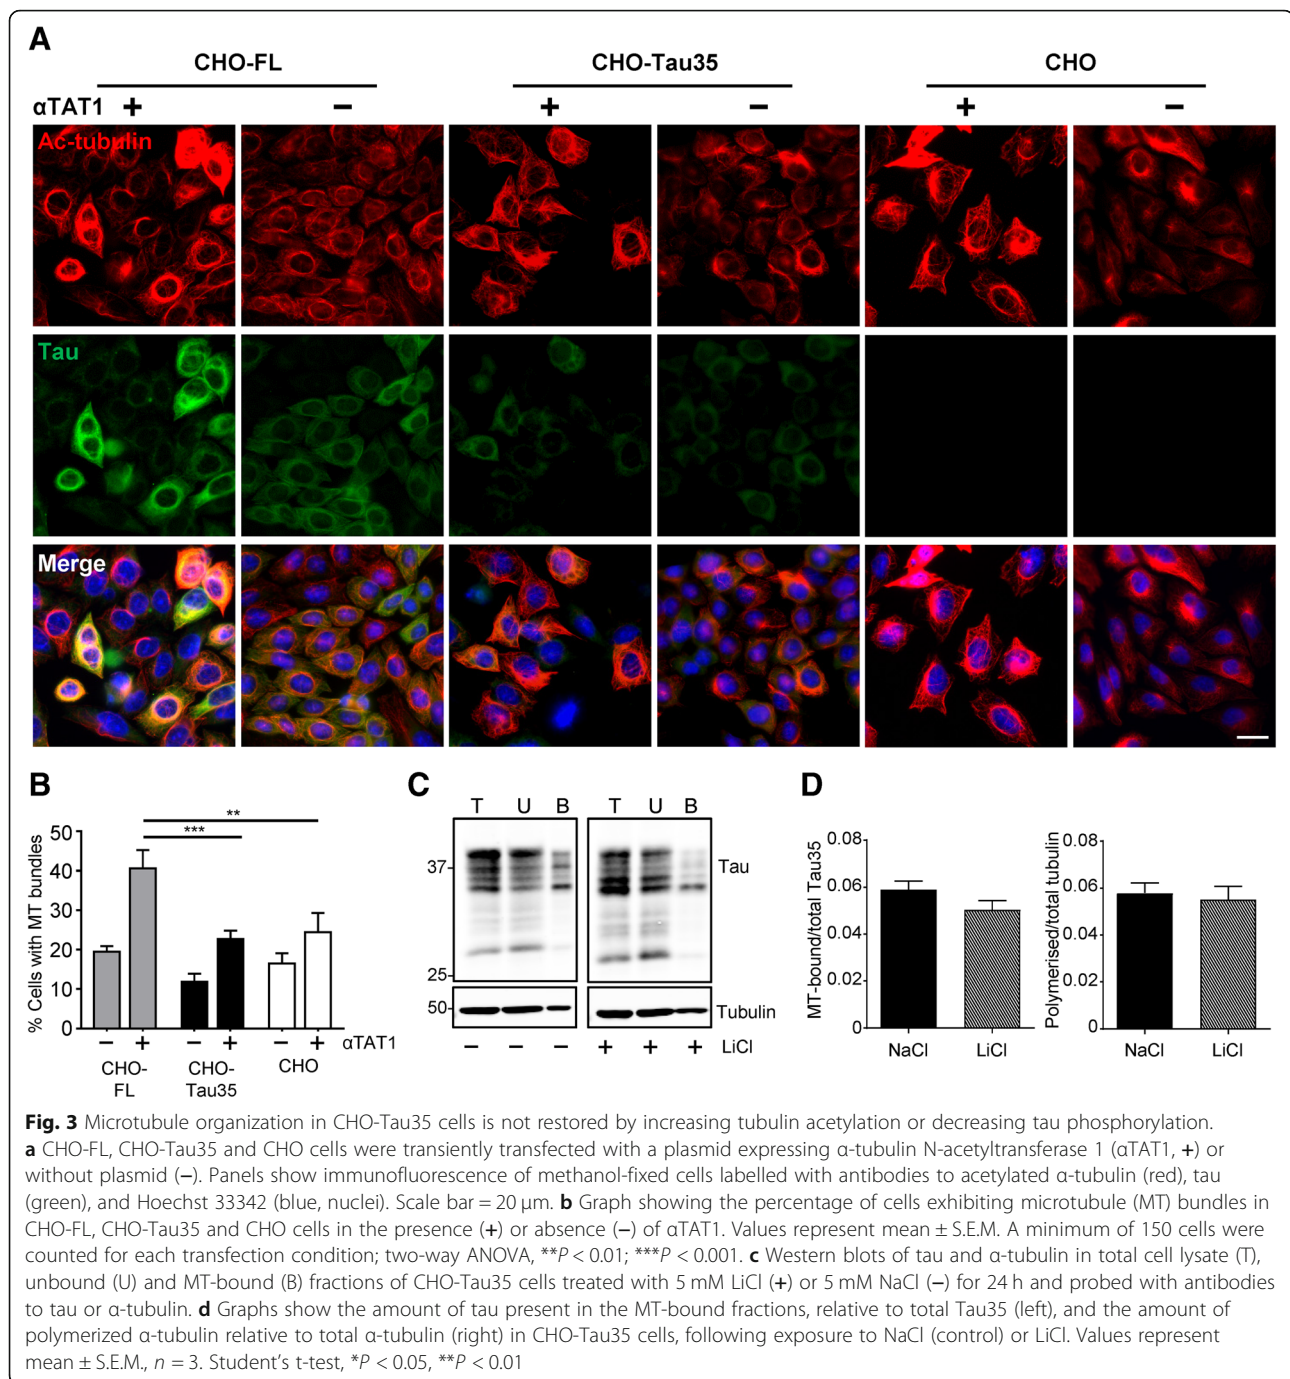 A
CHO-FL CHO-Tau35 CHO
αTAT1 + − + − + −
Ac-tubulin
Tau
Merge
B
% Cells with MT bundles
50
40
30
20
10
0
**
***
− + − + − + αTAT1
CHO-FL
CHO-Tau35
CHO
C
T U B T U B
37
25
50
Tau
Tubulin
− − − + + + LiCl
D
MT-bound/total Tau35
0.08
0.06
0.04
0.02
0
NaCl LiCl
Polymerised/total tubulin
0.08
0.06
0.04
0.02
0
NaCl LiCl
Fig. 3 Microtubule organization in CHO-Tau35 cells is not restored by increasing tubulin acetylation or decreasing tau phosphorylation.
a CHO-FL, CHO-Tau35 and CHO cells were transiently transfected with a plasmid expressing α-tubulin N-acetyltransferase 1 (αTAT1, +) or
without plasmid (−). Panels show immunofluorescence of methanol-fixed cells labelled with antibodies to acetylated α-tubulin (red), tau
(green), and Hoechst 33342 (blue, nuclei). Scale bar = 20 μm. b Graph showing the percentage of cells exhibiting microtubule (MT) bundles in
CHO-FL, CHO-Tau35 and CHO cells in the presence (+) or absence (−) of αTAT1. Values represent mean ± S.E.M. A minimum of 150 cells were
counted for each transfection condition; two-way ANOVA, **P < 0.01; ***P < 0.001. c Western blots of tau and α-tubulin in total cell lysate (T),
unbound (U) and MT-bound (B) fractions of CHO-Tau35 cells treated with 5 mM LiCl (+) or 5 mM NaCl (−) for 24 h and probed with antibodies
to tau or α-tubulin. d Graphs show the amount of tau present in the MT-bound fractions, relative to total Tau35 (left), and the amount of
polymerized α-tubulin relative to total α-tubulin (right) in CHO-Tau35 cells, following exposure to NaCl (control) or LiCl. Values represent
mean ± S.E.M., n = 3. Student's t-test, *P < 0.05, **P < 0.01